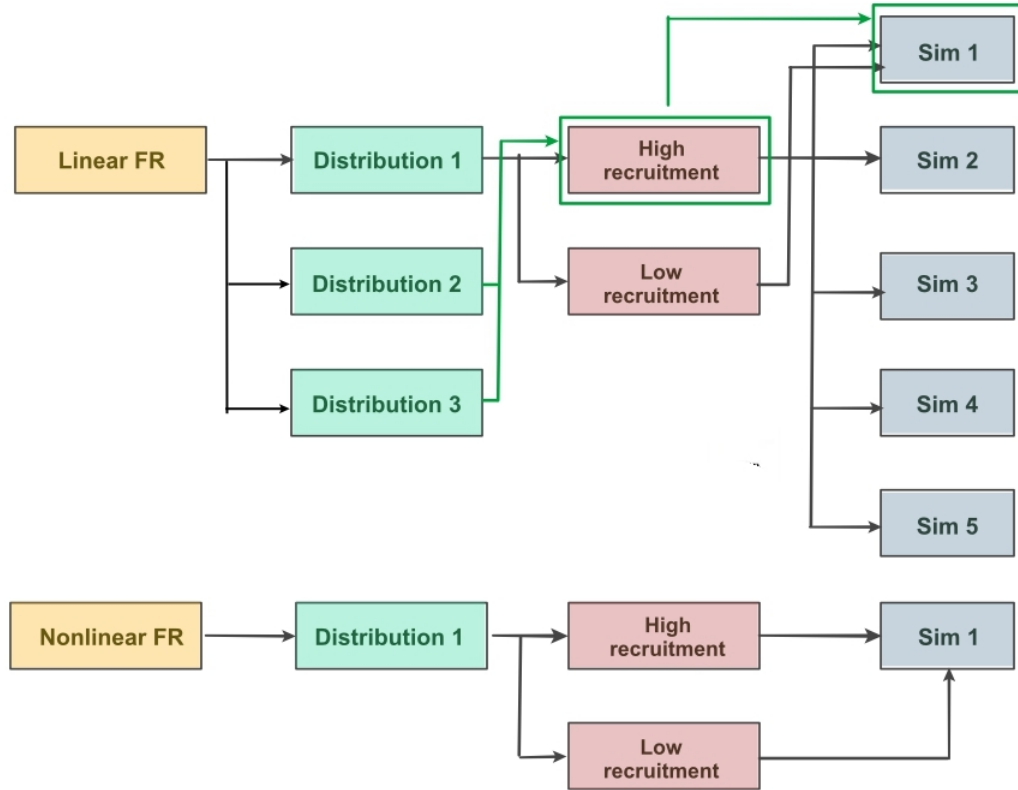 Sim 1
Linear FR
Distribution 1
High
recruitment
Sim 2
Distribution 2
Low
recruitment
Sim 3
Distribution 3
Sim 4
Sim 5
Nonlinear FR
Distribution 1
High
recruitment
Sim 1
Low
recruitment